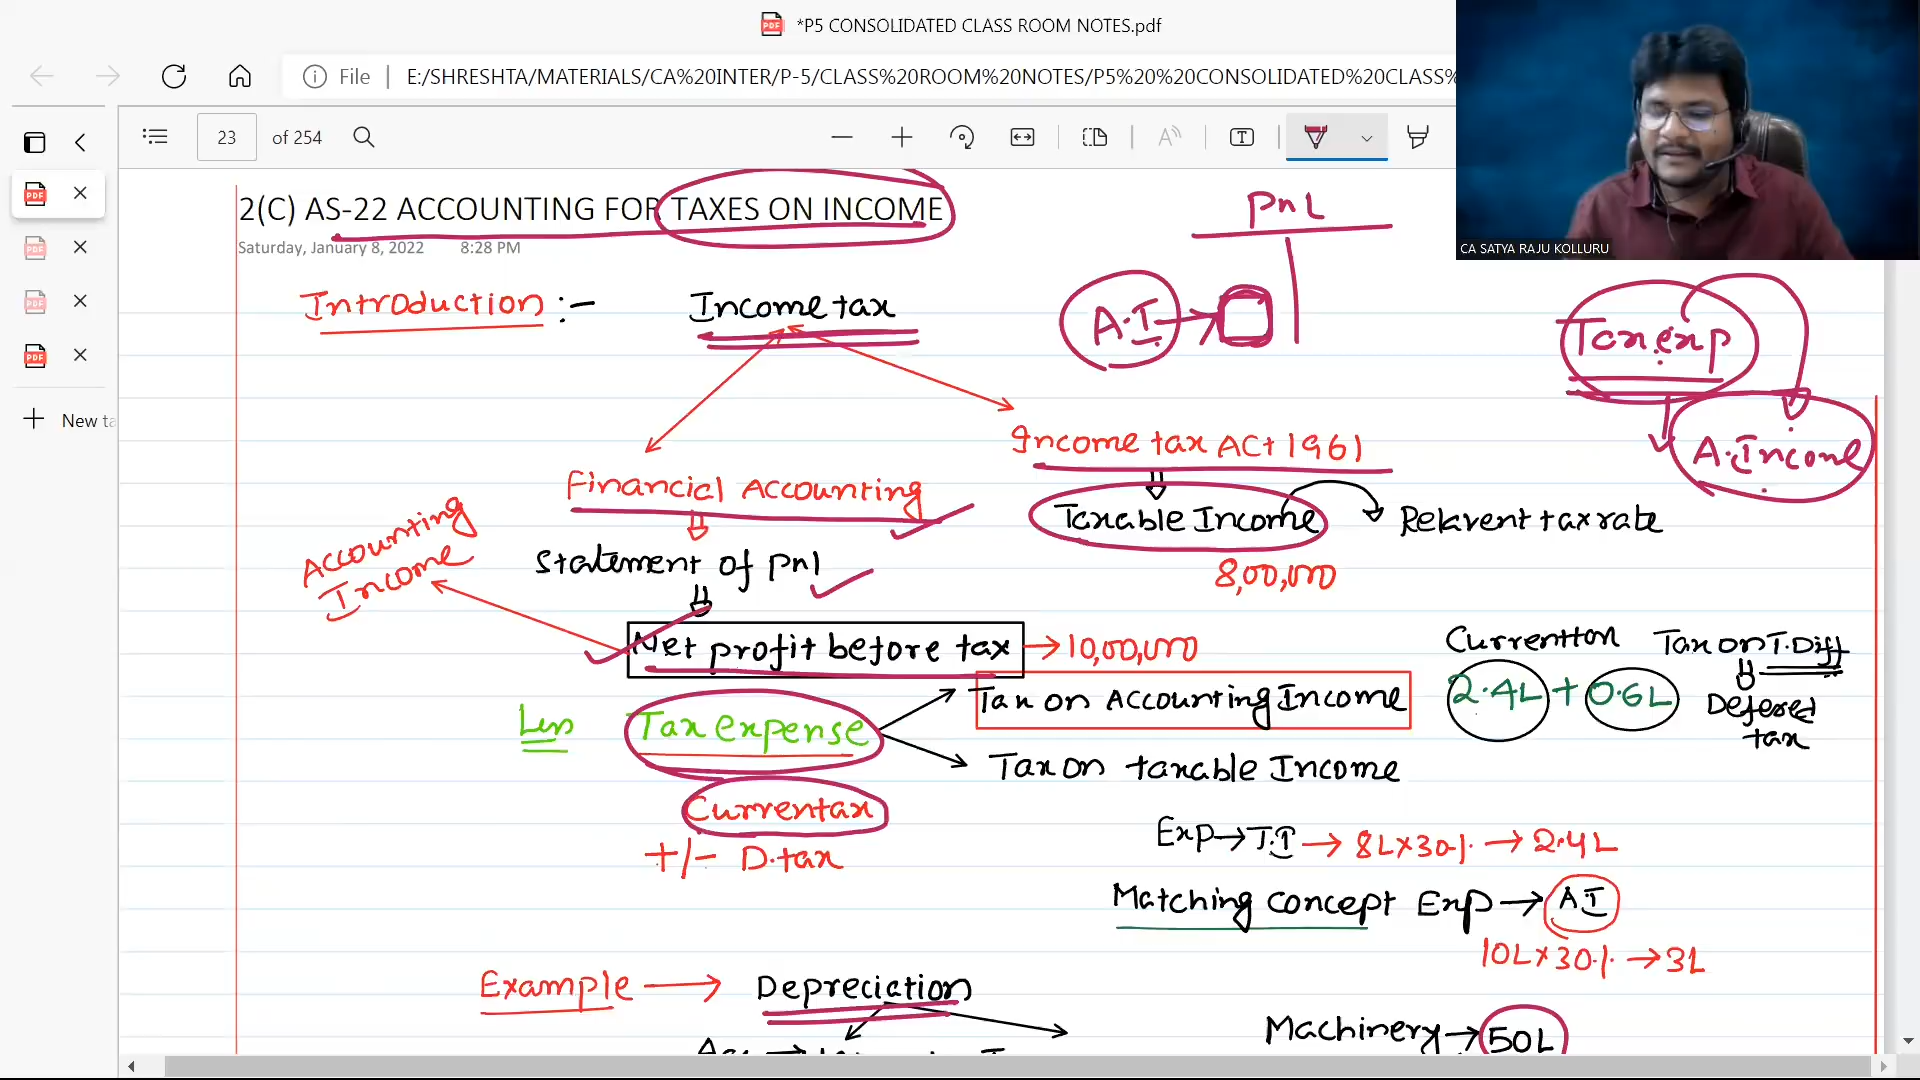 *P5 CONSOLIDATED CLASS ROOM NOTES.pdf
File
E:/SHRESHTA/MATERIALS/CA%20INTER/P-5/CLASS%20ROOM%20NOTES/P5%20%20CONSOLIDATED%20CLASS%
23 of 254
New ta
CA SATYA RAJU KOLLURU
2(C) AS-22 ACCOUNTING FOR TAXES ON INCOME
Saturday, January 8, 2022 8:28 PM
PnL
Introduction :-
Income tax
A.I
Tax exp
A.Income
Income tax ACt 1961
Financial Accounting
Taxable Income
Relavent tax rate
Accounting
Income
Statement of pnl
8,00,000
Net profit before tax
10,00,000
Current tax
Tax on T.Diff
Less
Tax expense
Tax on Accounting Income
2.4L + 0.6L
Defered
tax
Tax on taxable Income
Current tax
+/- D.tax
Exp → T.I → 8L x 30% → 2.4L
Matching concept Exp → AI
10L x 30% → 3L
Example → Depreciation
Machinery → 50L